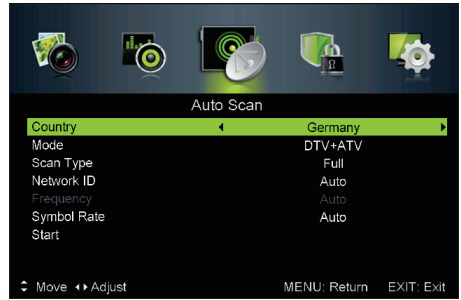 Auto Scan
Country Germany
Mode DTV+ATV
Scan Type Full
Network ID Auto
Frequency Auto
Symbol Rate Auto
Start
Move Adjust MENU: Return EXIT: Exit